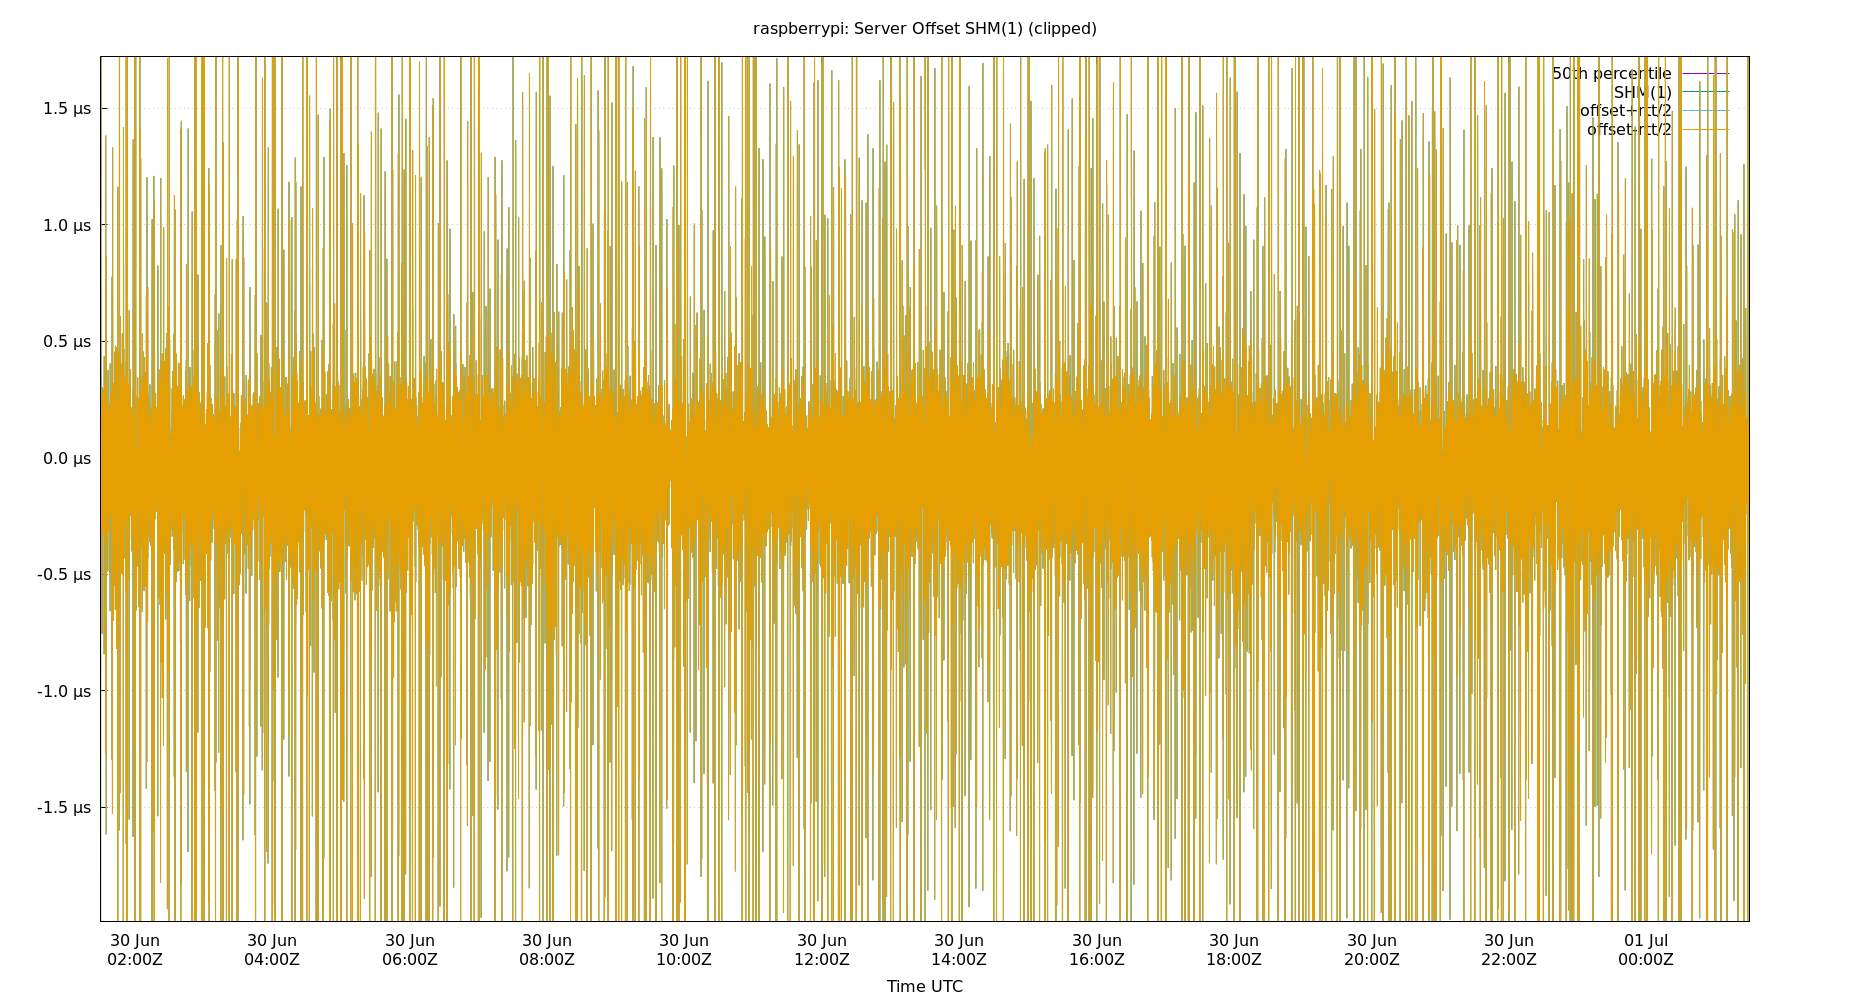 raspberrypi: Server Offset SHM(1) (clipped)
50th percentile
SHM(1)
offset+rtt/2
offset-rtt/2
1.5 µs
1.0 µs
0.5 µs
0.0 µs
-0.5 µs
-1.0 µs
-1.5 µs
30 Jun 30 Jun 30 Jun 30 Jun 30 Jun 30 Jun 30 Jun 30 Jun 30 Jun 30 Jun 30 Jun 01 Jul
02:00Z 04:00Z 06:00Z 08:00Z 10:00Z 12:00Z 14:00Z 16:00Z 18:00Z 20:00Z 22:00Z 00:00Z
Time UTC